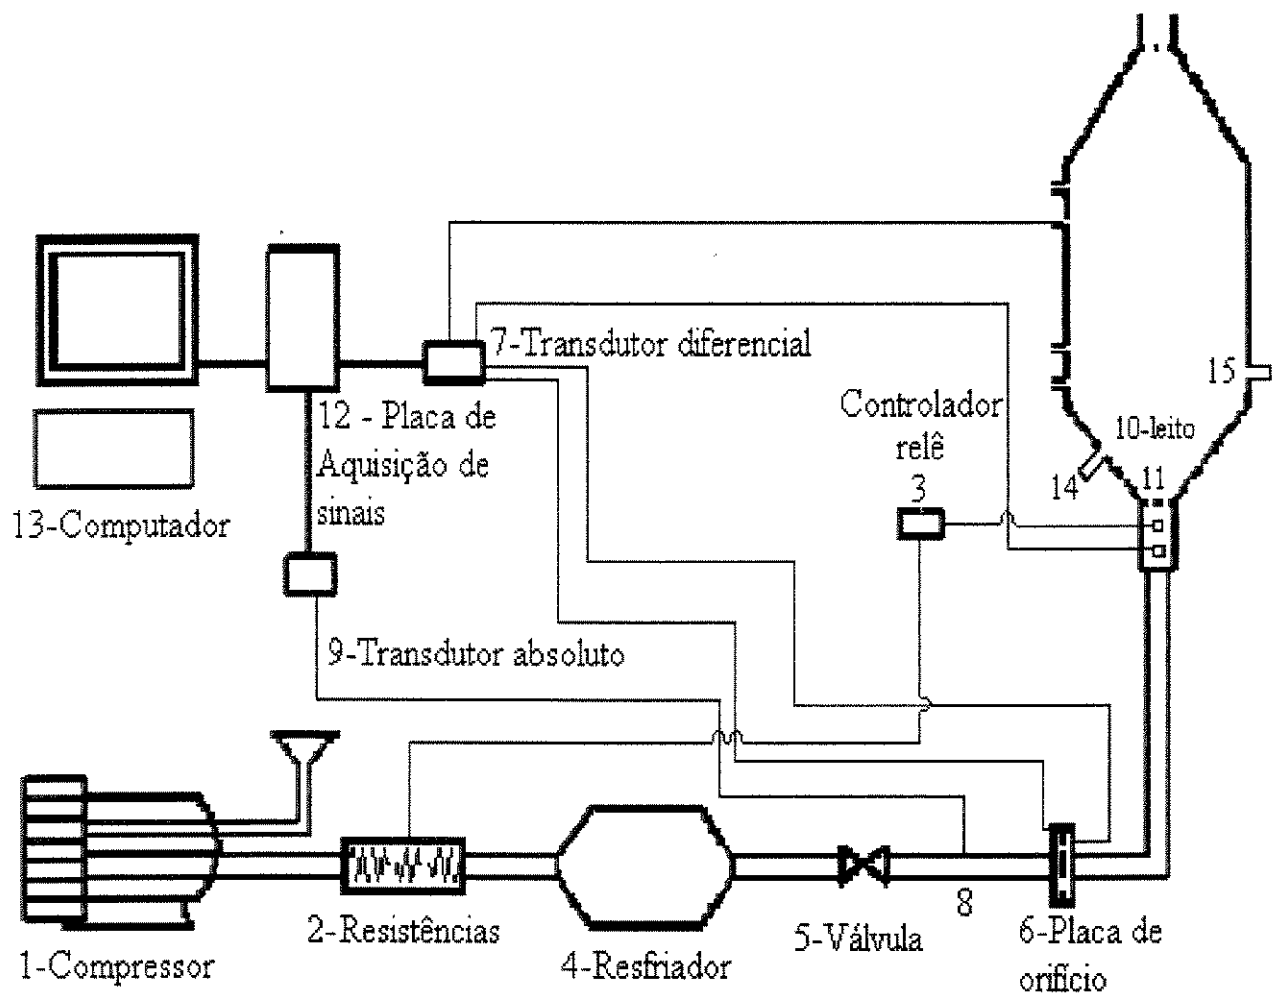 7-Transdutor diferencial
15
Controlador
relê
3
10-leito
11
14
12 - Placa de
Aquisição de
sinais
13-Computador
9-Transdutor absoluto
8
2-Resistências
5-Válvula
6-Placa de
orifício
1-Compressor
4-Resfriador